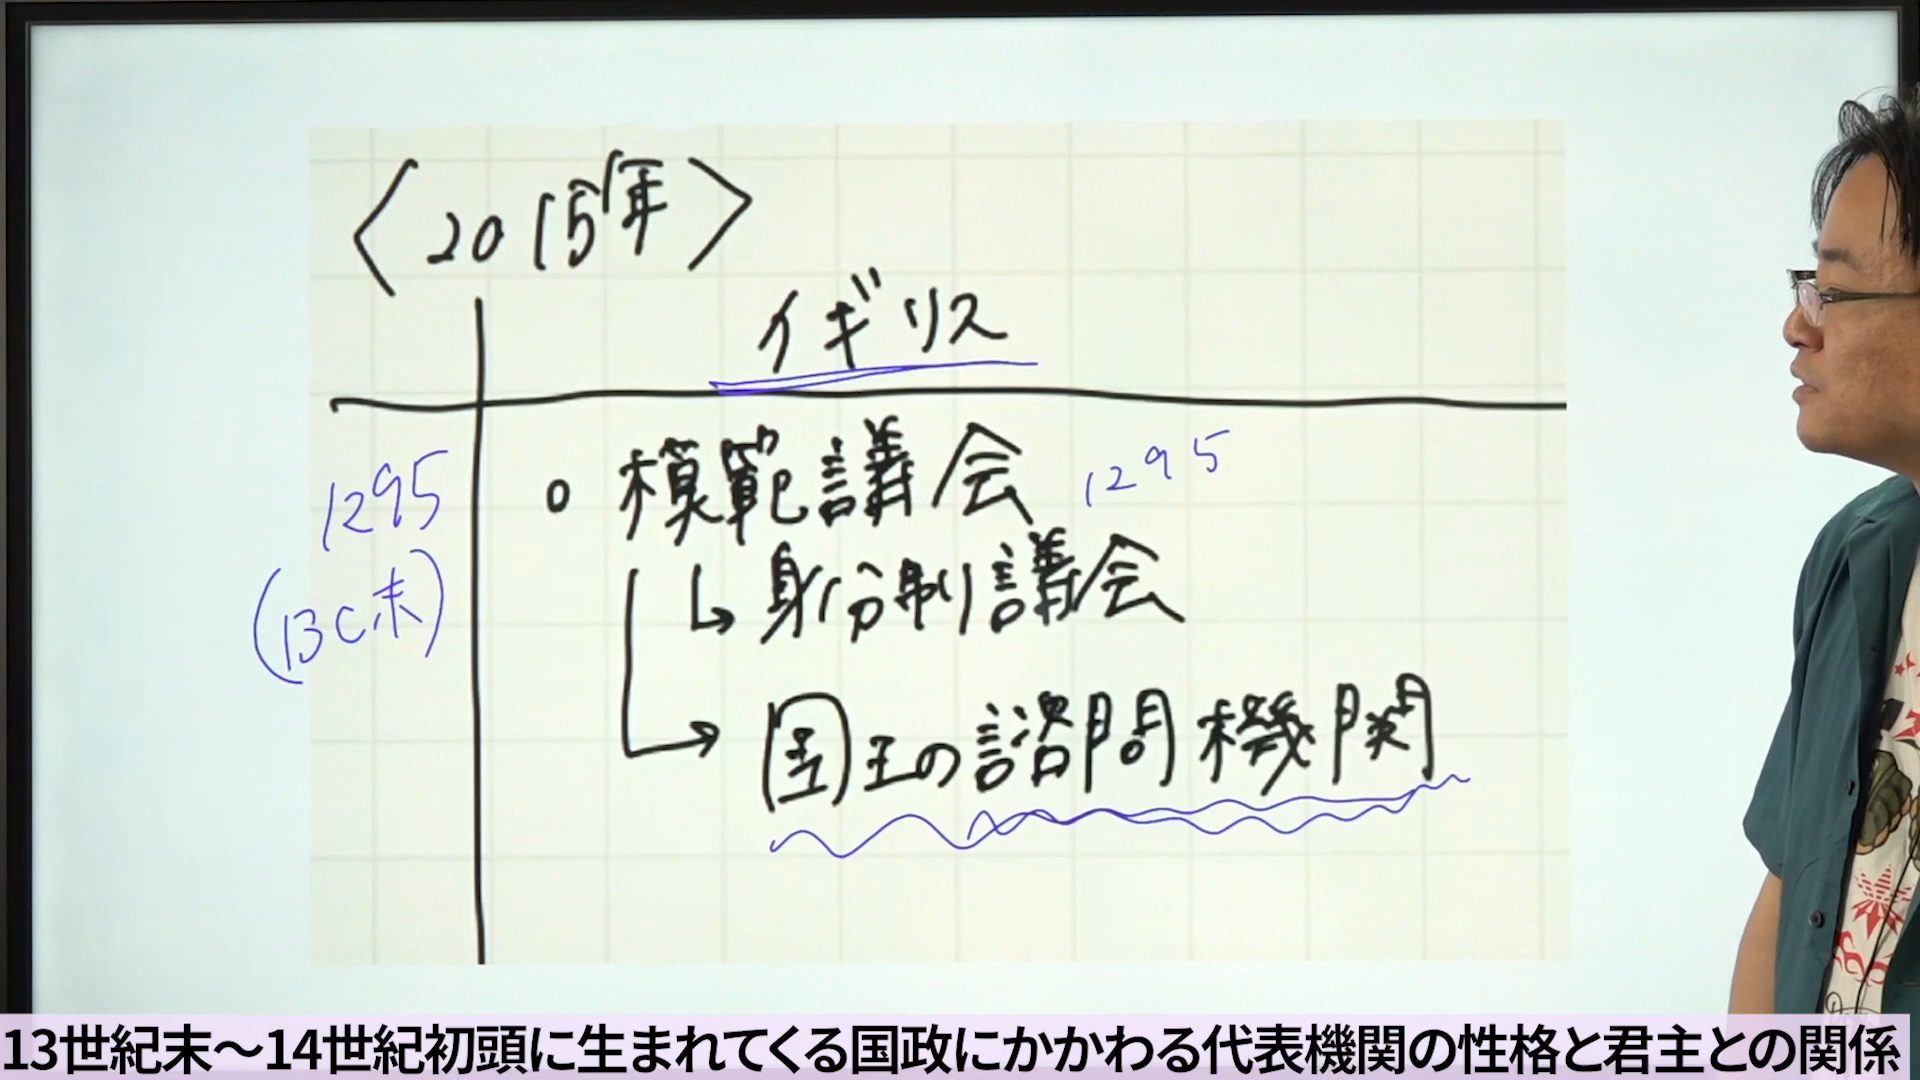 〈2015年〉
イギリス
1295
(13C末)
○ 模範議会 1295
↳ 身分制議会
→ 国王の諮問機関
13世紀末～14世紀初頭に生まれてくる国政にかかわる代表機関の性格と君主との関係